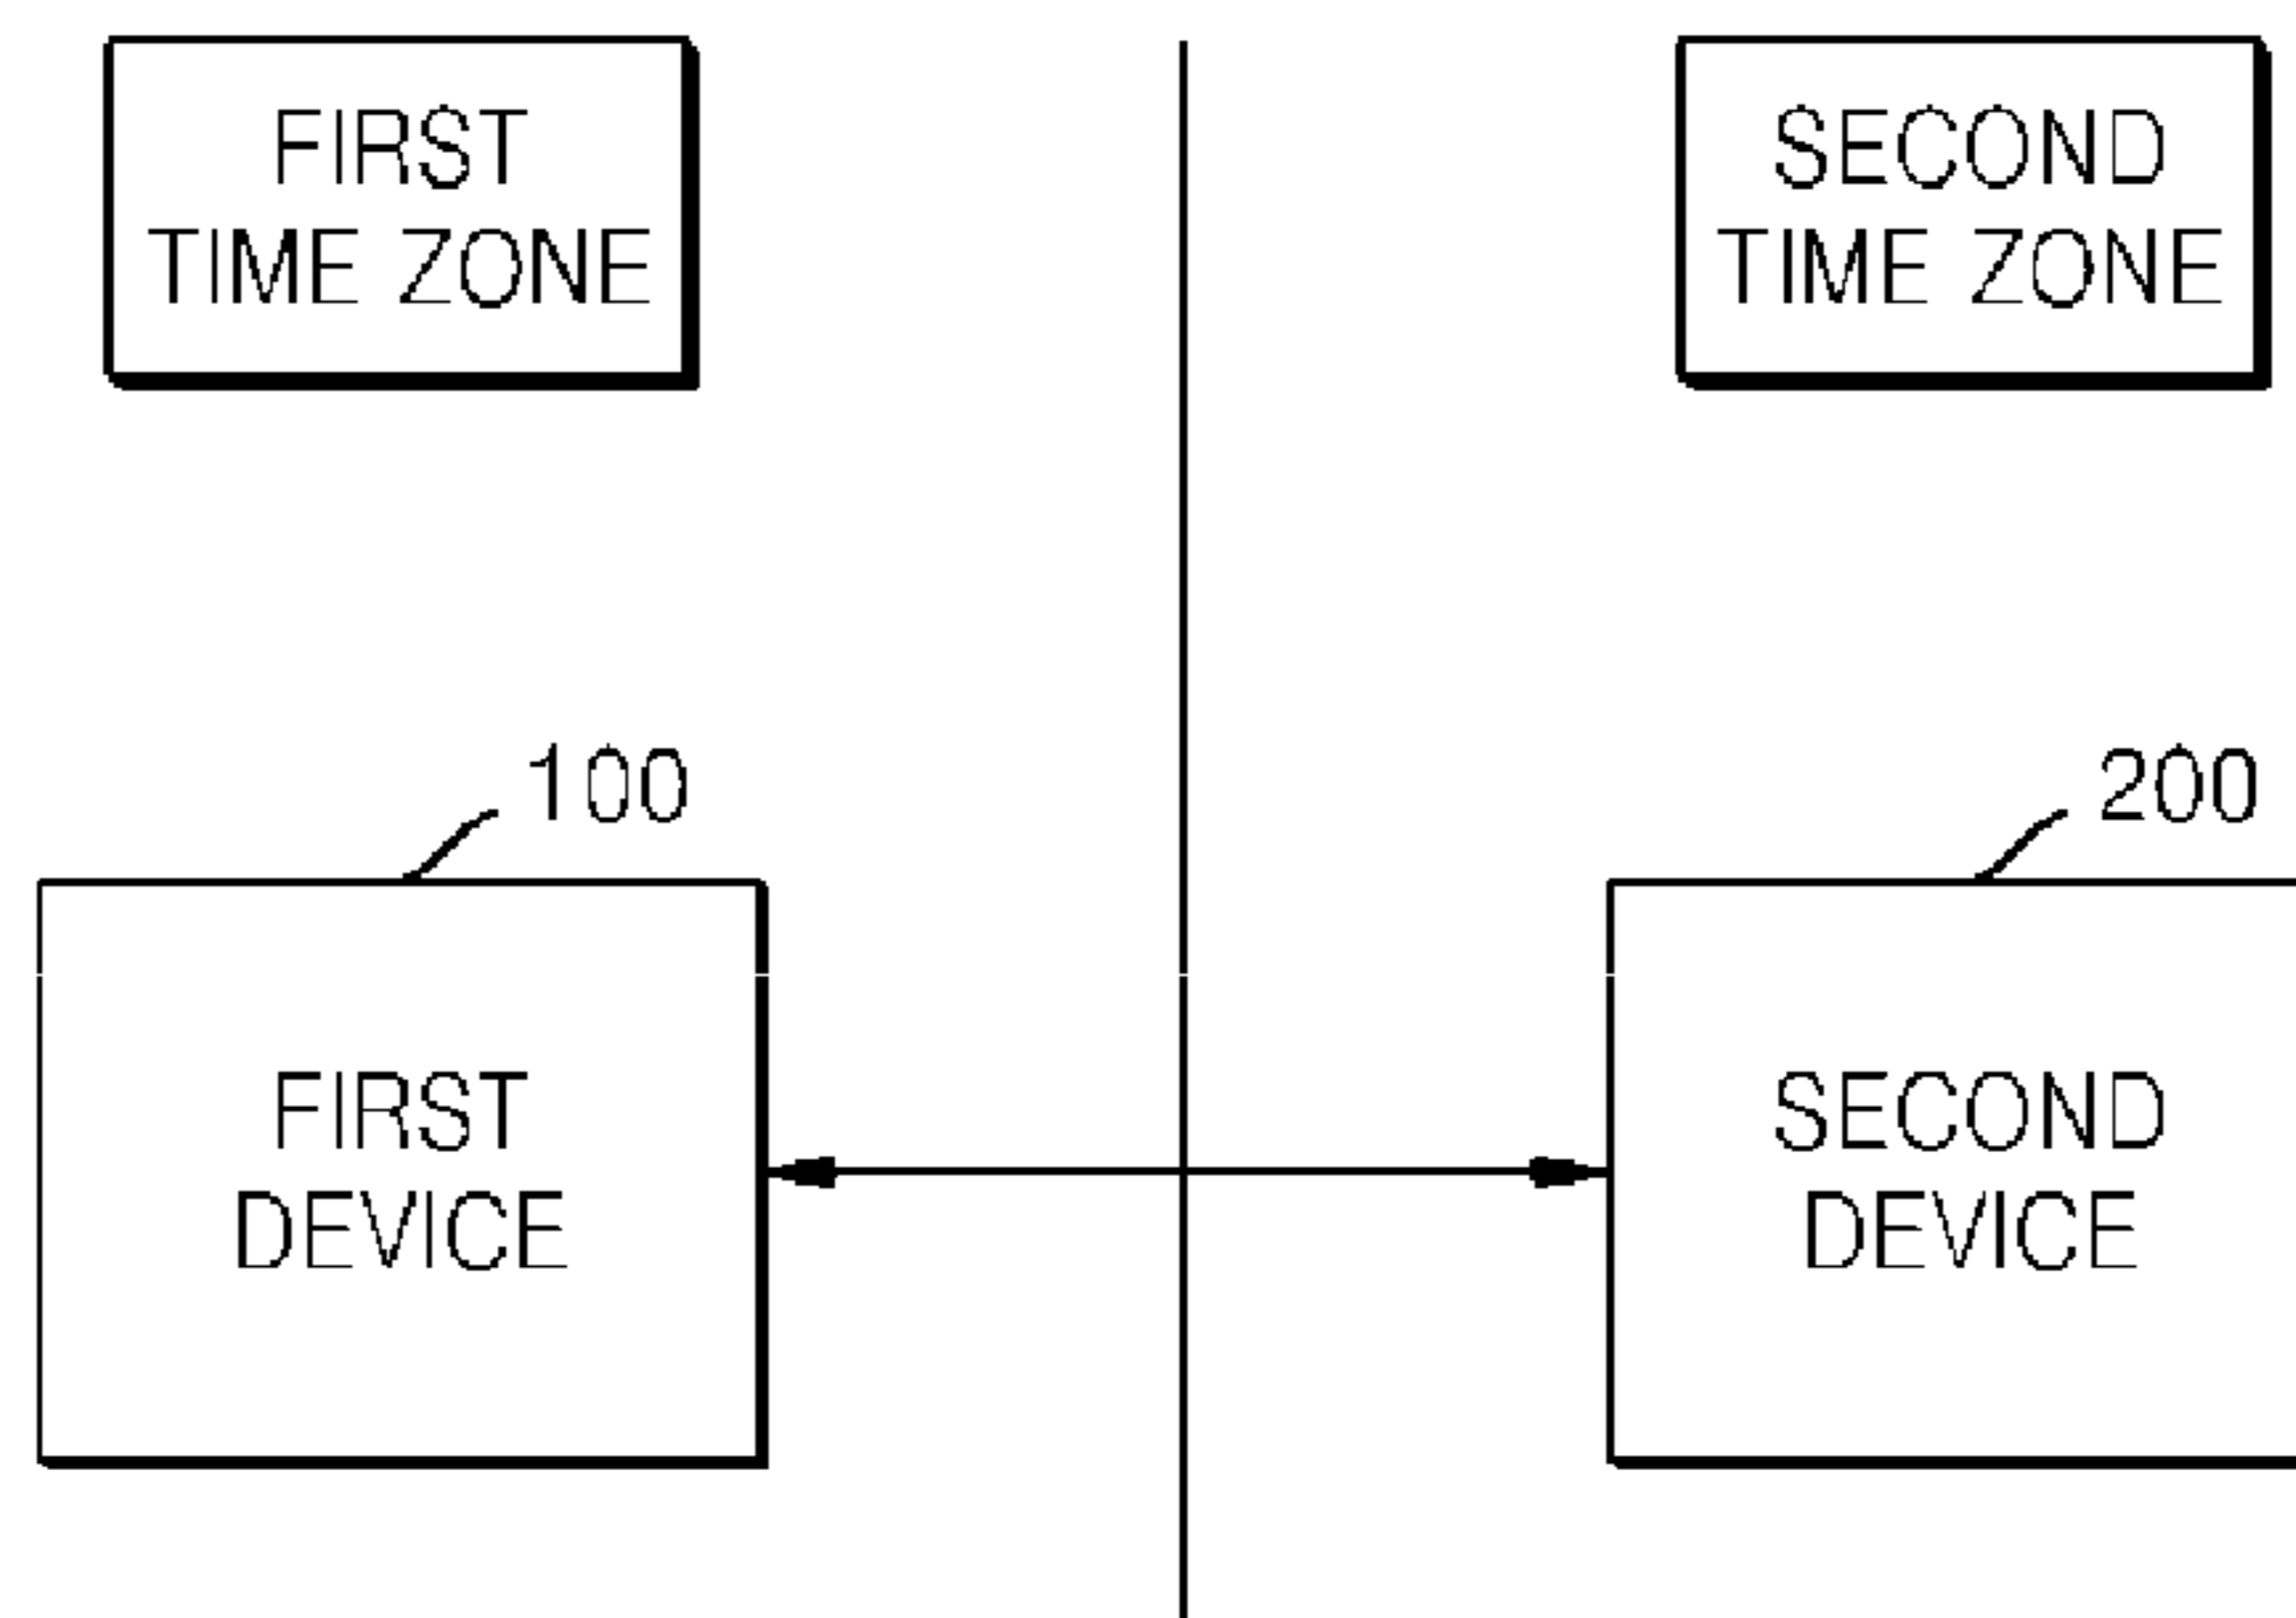 FIRST
TIME ZONE
SECOND
TIME ZONE
100
200
FIRST
DEVICE
SECOND
DEVICE